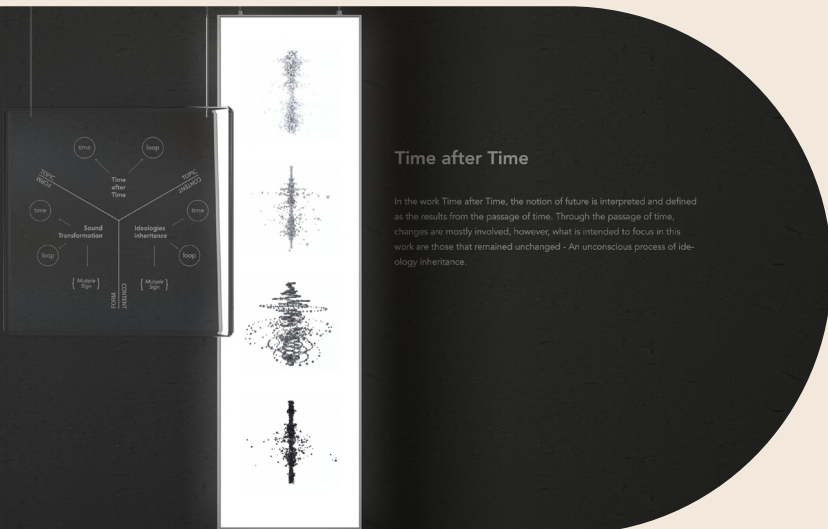 time
loop
TOPIC
FORM
Time
after
Time
TOPIC
CONTENT
time
time
Sound
Transformation
Ideologies
Inheritance
loop
loop
[ Multiple
Sign ]
[ Multiple
Sign ]
FORM
CONTENT
Time after Time
In the work Time after Time, the notion of future is interpreted and defined
as the results from the passage of time. Through the passage of time,
changes are mostly involved, however, what is intended to focus in this
work are those that remained unchanged - An unconscious process of ide-
ology inheritance.